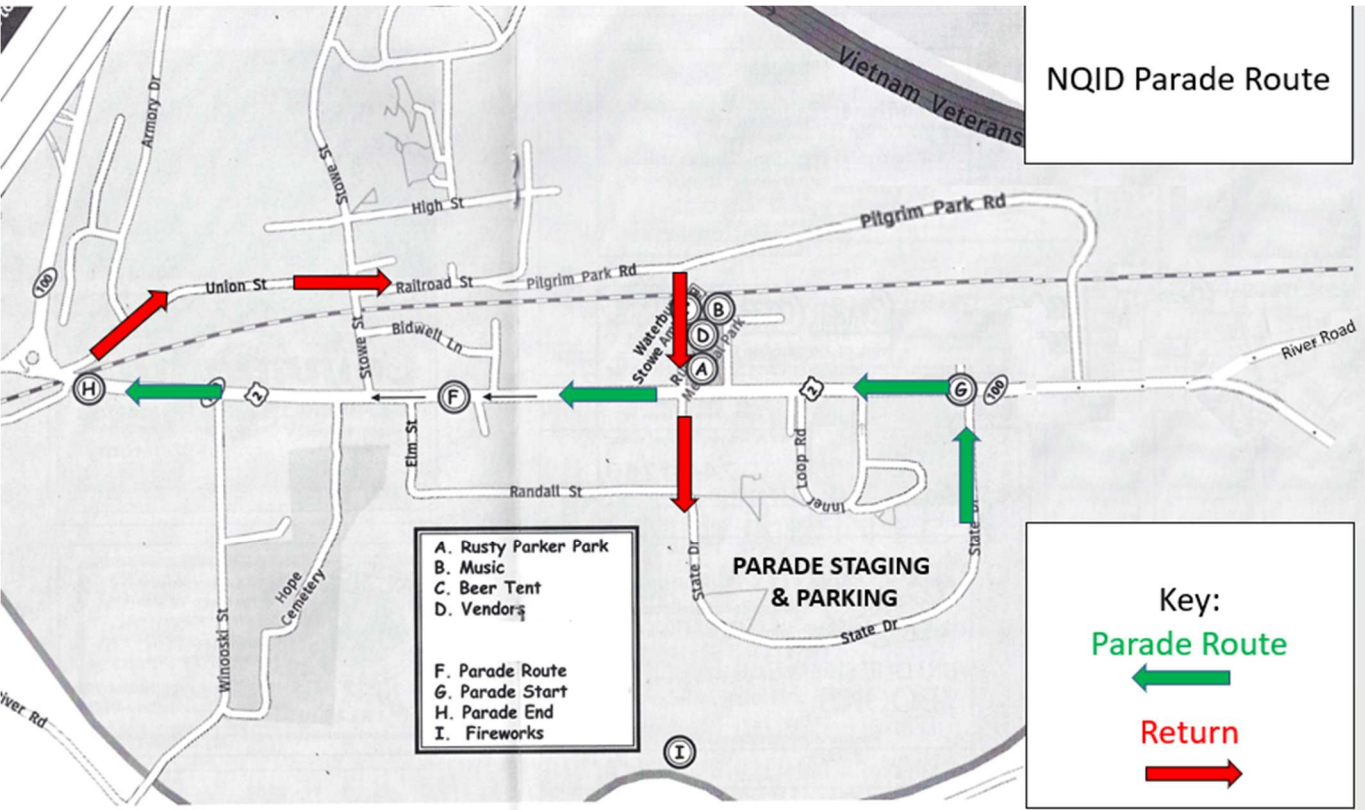 NQID Parade Route
Vietnam Veterans
Armory Dr
Stowe St
High St
Pilgrim Park Rd
100
Union St
Railroad St
Pilgrim Park Rd
B
D
A
Bidwell Ln
Stowe St
River Road
H
2
F
2
G
100
Elm St
Inner Loop Rd
Randall St
State Dr
State Dr
State Dr
PARADE STAGING
& PARKING
Hope
Cemetery
Winooski St
A. Rusty Parker Park
B. Music
C. Beer Tent
D. Vendors
F. Parade Route
G. Parade Start
H. Parade End
I. Fireworks
I
Key:
Parade Route
Return